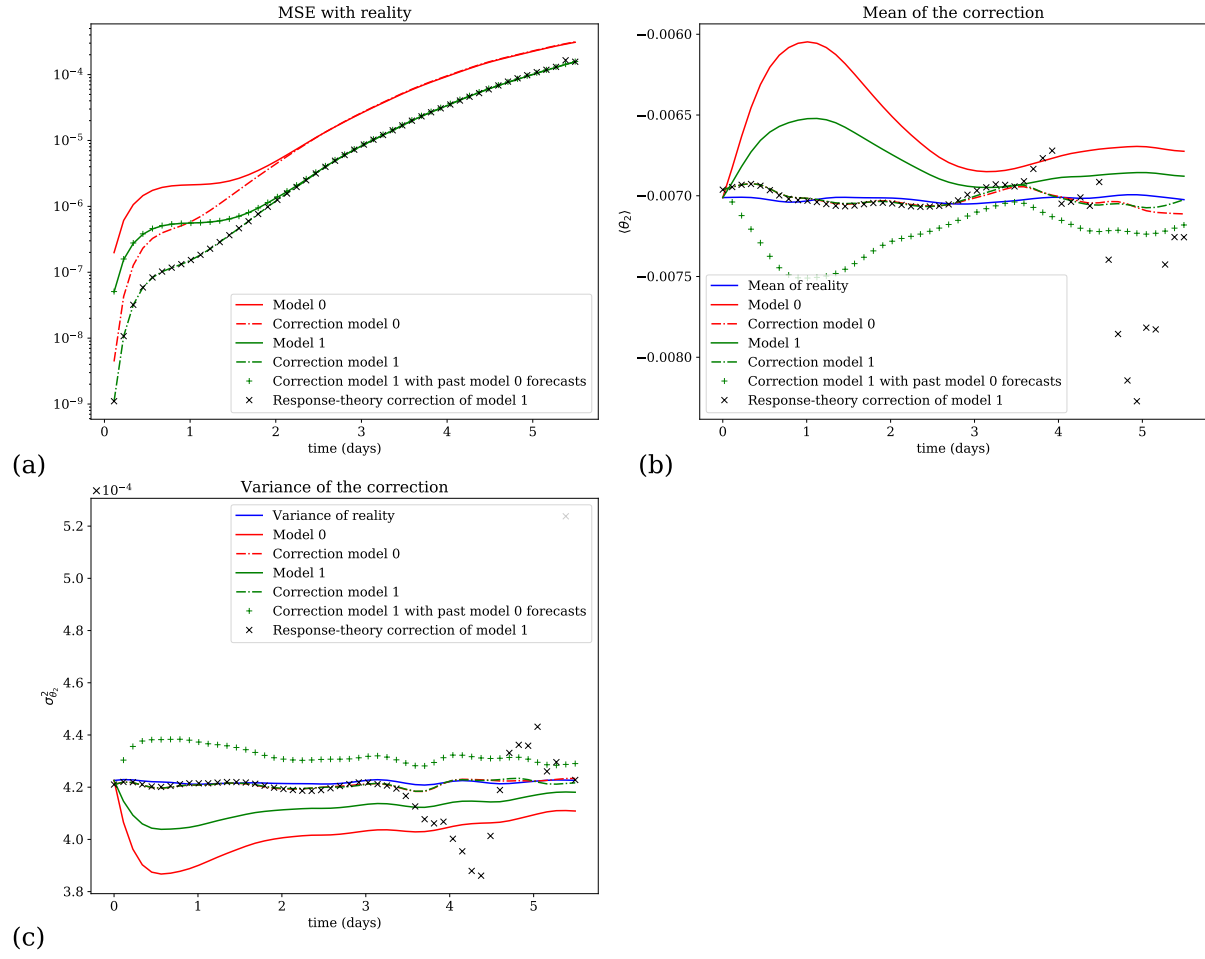 MSE with reality
10⁻⁴
10⁻⁵
10⁻⁶
10⁻⁷
10⁻⁸
10⁻⁹
Model 0
Correction model 0
Model 1
Correction model 1
Correction model 1 with past model 0 forecasts
Response-theory correction of model 1
0 1 2 3 4 5
time (days)
(a)
Mean of the correction
−0.0060
−0.0065
−0.0070
−0.0075
−0.0080
⟨θ₂⟩
Mean of reality
Model 0
Correction model 0
Model 1
Correction model 1
Correction model 1 with past model 0 forecasts
Response-theory correction of model 1
0 1 2 3 4 5
time (days)
(b)
Variance of the correction
×10⁻⁴
5.2
5.0
4.8
4.6
4.4
4.2
4.0
3.8
σ²θ₂
Variance of reality
Model 0
Correction model 0
Model 1
Correction model 1
Correction model 1 with past model 0 forecasts
Response-theory correction of model 1
0 1 2 3 4 5
time (days)
(c)